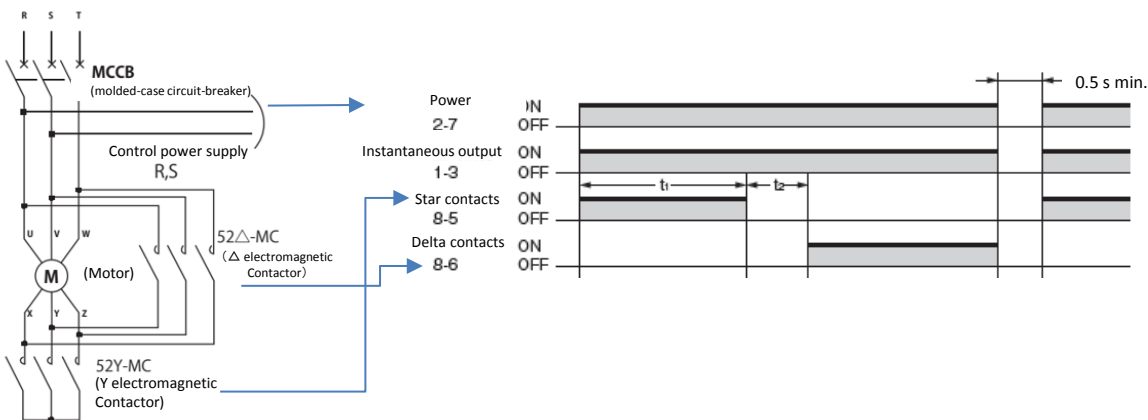 R S T
MCCB
(molded-case circuit-breaker)
Control power supply
R,S
U V W
52△-MC
(△ electromagnetic
Contactor)
M
(Motor)
X Y Z
52Y-MC
(Y electromagnetic
Contactor)
0.5 s min.
Power
2-7
ON
OFF
Instantaneous output
1-3
ON
OFF
t1 t2
Star contacts
8-5
ON
OFF
Delta contacts
8-6
ON
OFF